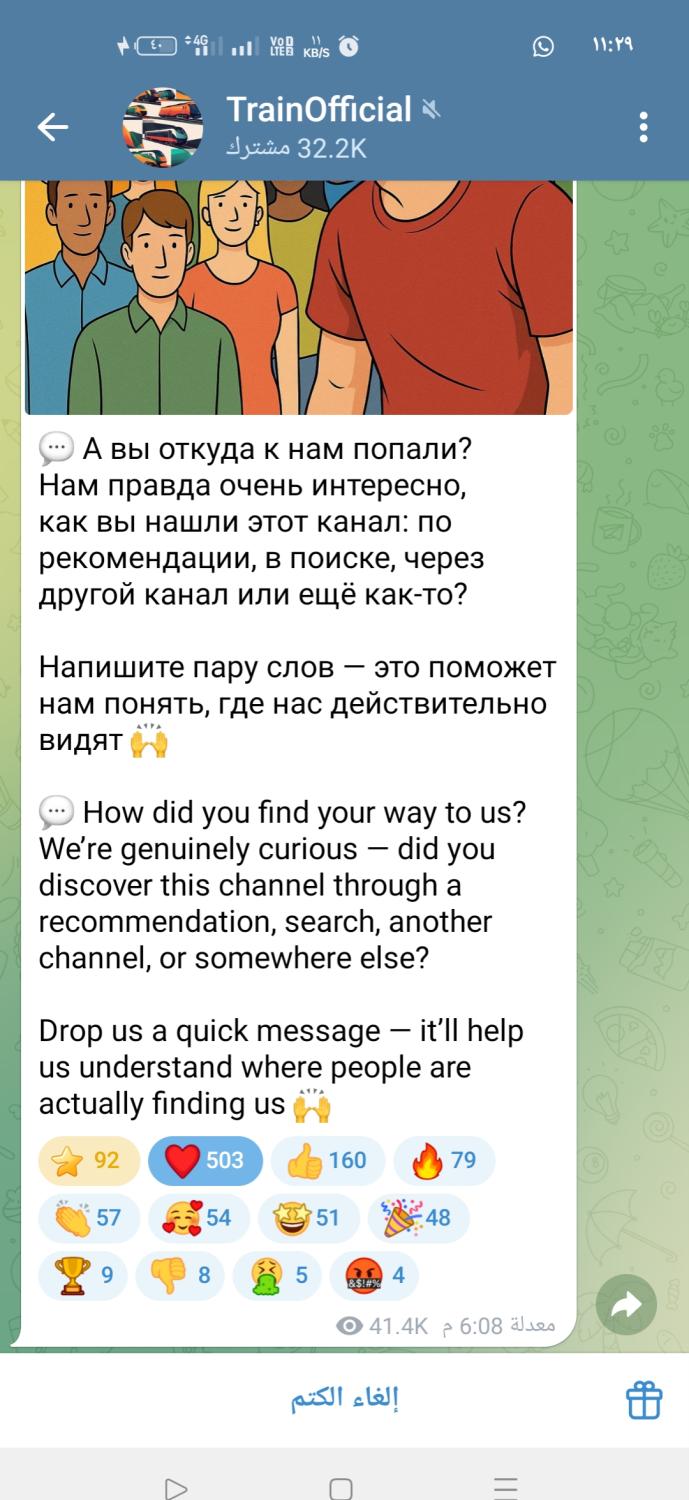 ٤٠ 4G VoD LTE2 ١١ KB/S ١١:٢٩
TrainOfficial
32.2K مشترك
💬 А вы откуда к нам попали?
Нам правда очень интересно,
как вы нашли этот канал: по
рекомендации, в поиске, через
другой канал или ещё как-то?
Напишите пару слов — это поможет
нам понять, где нас действительно
видят 🙌
💬 How did you find your way to us?
We’re genuinely curious — did you
discover this channel through a
recommendation, search, another
channel, or somewhere else?
Drop us a quick message — it’ll help
us understand where people are
actually finding us 🙌
⭐ 92 ❤️ 503 👍 160 🔥 79
👏 57 🥰 54 🤩 51 🎉 48
🏆 9 👎 8 🤮 5 🤬 4
41.4K معدلة 6:08 م
إلغاء الكتم